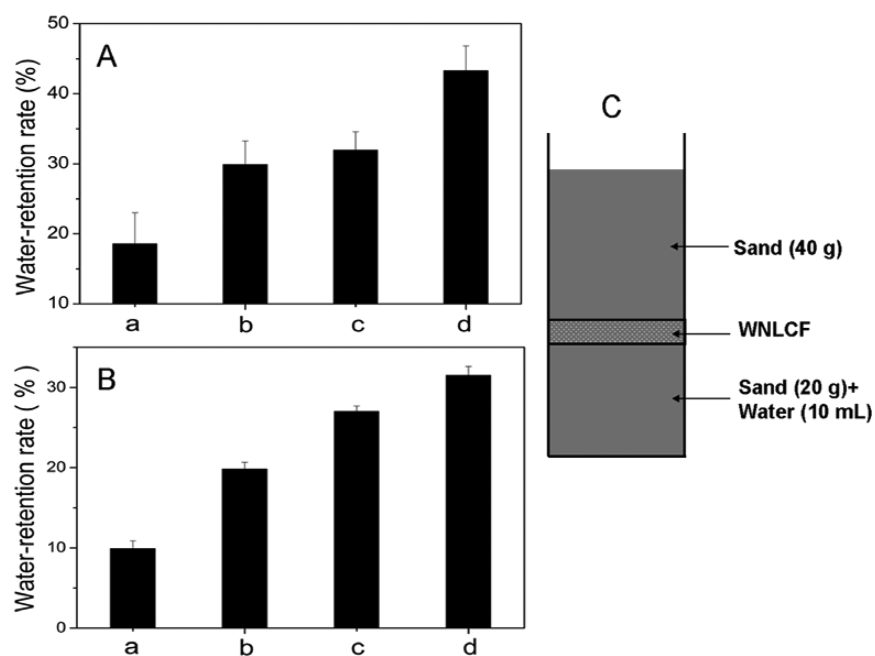 A
Water-retention rate (%)
50
40
30
20
10
a
b
c
d
B
Water-retention rate ( % )
30
20
10
0
a
b
c
d
C
Sand (40 g)
WNLCF
Sand (20 g)+
Water (10 mL)